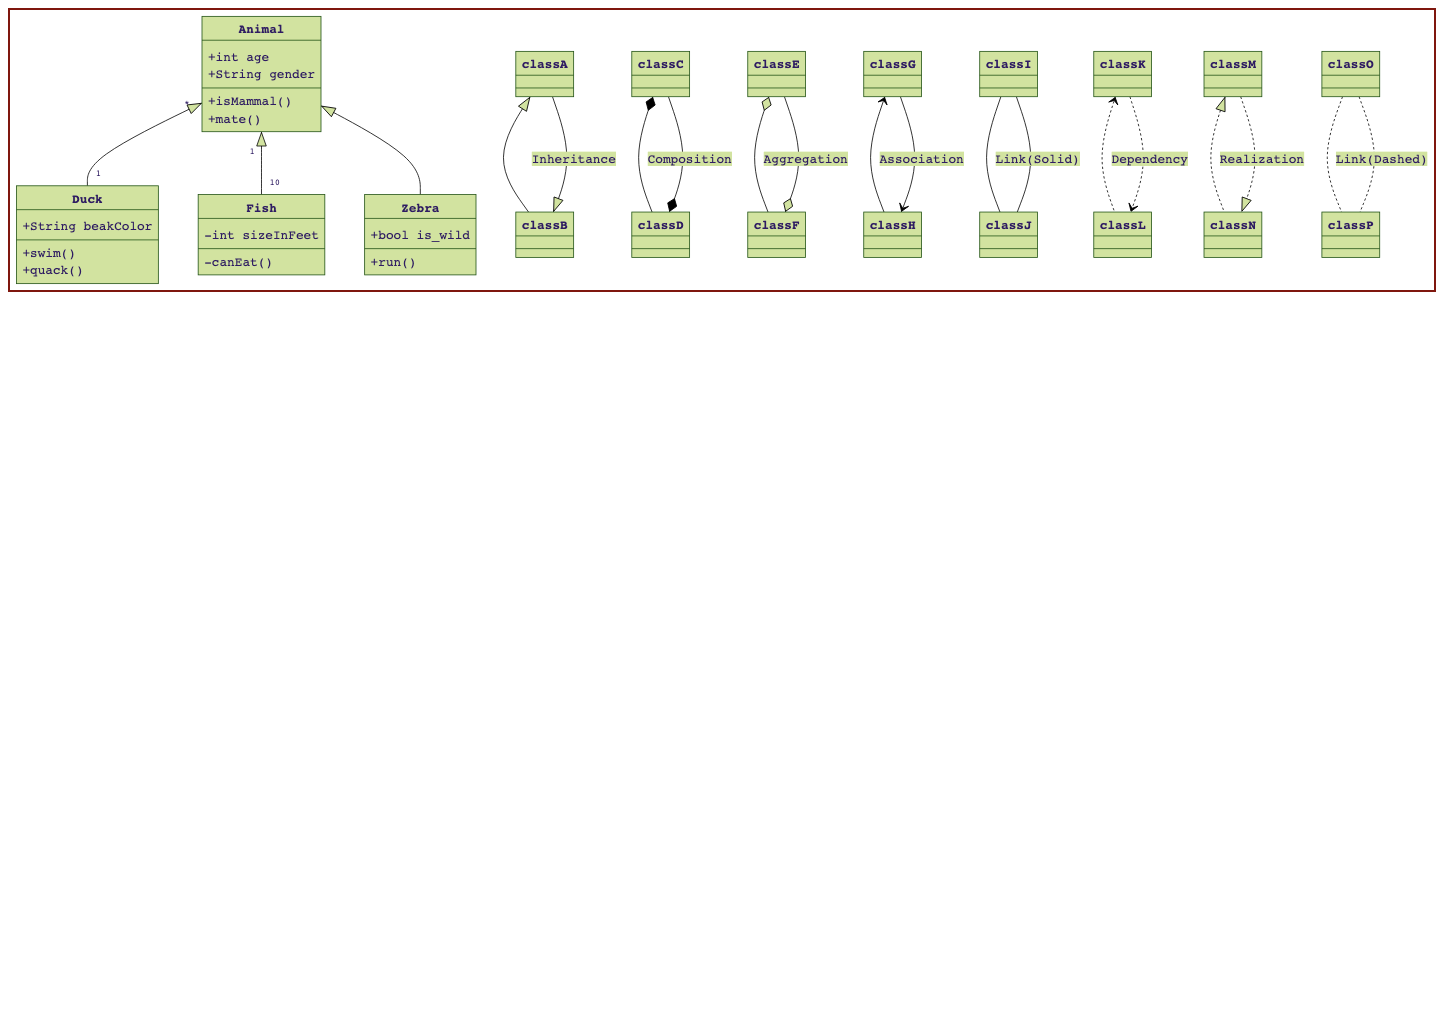 Animal
+int age
+String gender
+isMammal()
+mate()
*
1
1
10
Duck
+String beakColor
+swim()
+quack()
Fish
-int sizeInFeet
-canEat()
Zebra
+bool is_wild
+run()
classA
Inheritance
classB
classC
Composition
classD
classE
Aggregation
classF
classG
Association
classH
classI
Link(Solid)
classJ
classK
Dependency
classL
classM
Realization
classN
classO
Link(Dashed)
classP